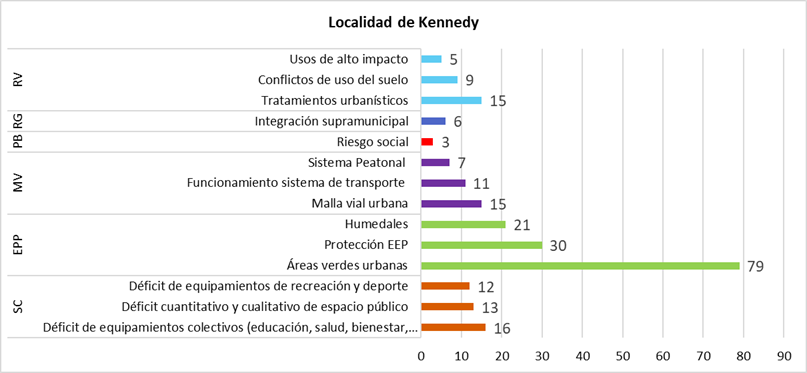 Localidad de Kennedy
RV
Usos de alto impacto 5
Conflictos de uso del suelo 9
Tratamientos urbanísticos 15
RG
Integración supramunicipal 6
PB
Riesgo social 3
MV
Sistema Peatonal 7
Funcionamiento sistema de transporte 11
Malla vial urbana 15
EPP
Humedales 21
Protección EEP 30
Áreas verdes urbanas 79
SC
Déficit de equipamientos de recreación y deporte 12
Déficit cuantitativo y cualitativo de espacio público 13
Déficit de equipamientos colectivos (educación, salud, bienestar,... 16
0 10 20 30 40 50 60 70 80 90